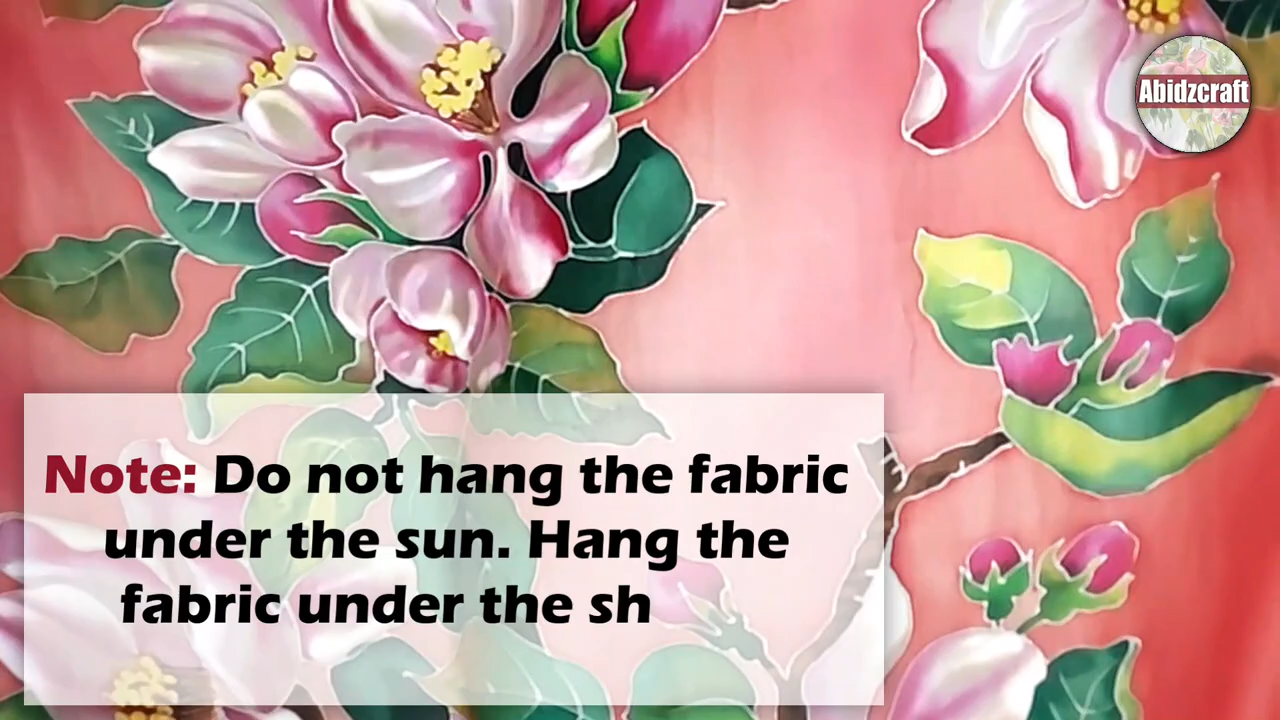 Abidzcraft
Note: Do not hang the fabric
under the sun. Hang the
fabric under the sh